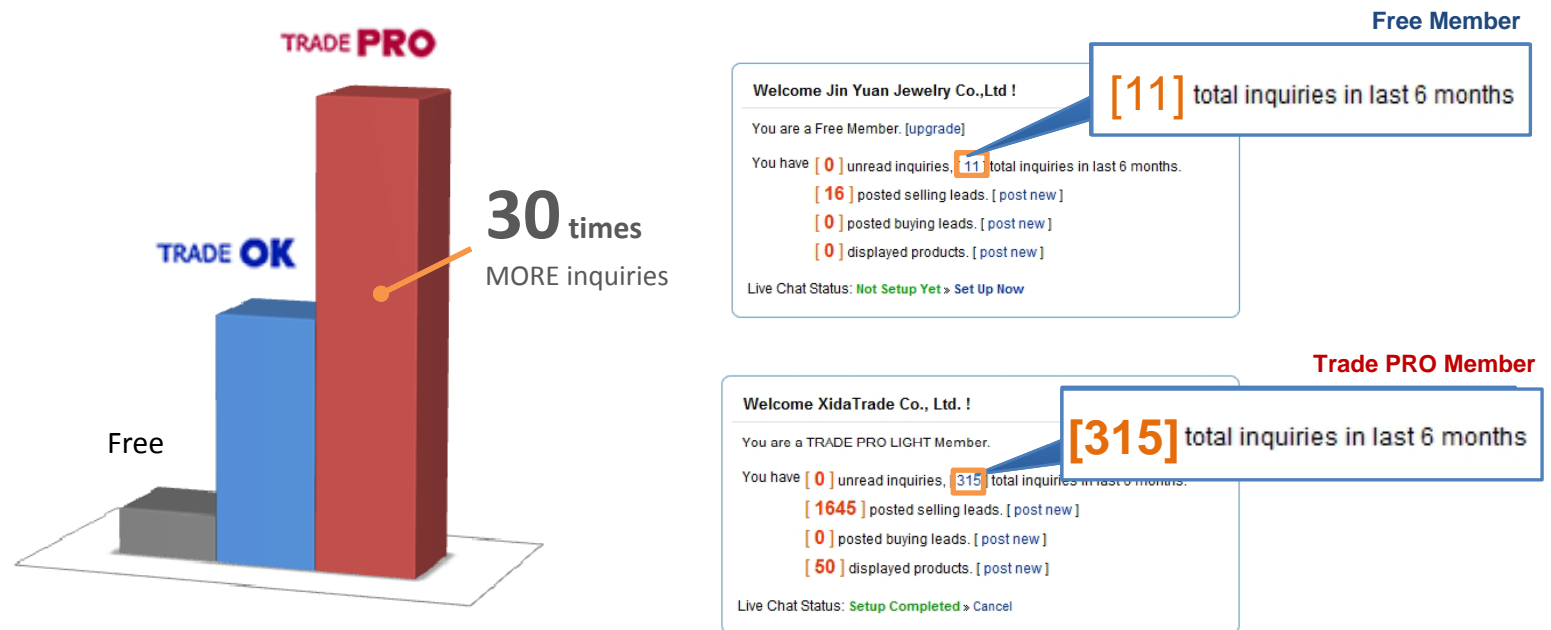 TRADE PRO
TRADE OK
Free
30 times
MORE inquiries
Free Member
[11] total inquiries in last 6 months
Welcome Jin Yuan Jewelry Co.,Ltd !
You are a Free Member. [upgrade]
You have [ 0 ] unread inquiries, [ 11 ] total inquiries in last 6 months.
[ 16 ] posted selling leads. [ post new ]
[ 0 ] posted buying leads. [ post new ]
[ 0 ] displayed products. [ post new ]
Live Chat Status: Not Setup Yet » Set Up Now
Trade PRO Member
[315] total inquiries in last 6 months
Welcome XidaTrade Co., Ltd. !
You are a TRADE PRO LIGHT Member.
You have [ 0 ] unread inquiries, [ 315 ] total inquiries in last 6 months.
[ 1645 ] posted selling leads. [ post new ]
[ 0 ] posted buying leads. [ post new ]
[ 50 ] displayed products. [ post new ]
Live Chat Status: Setup Completed » Cancel